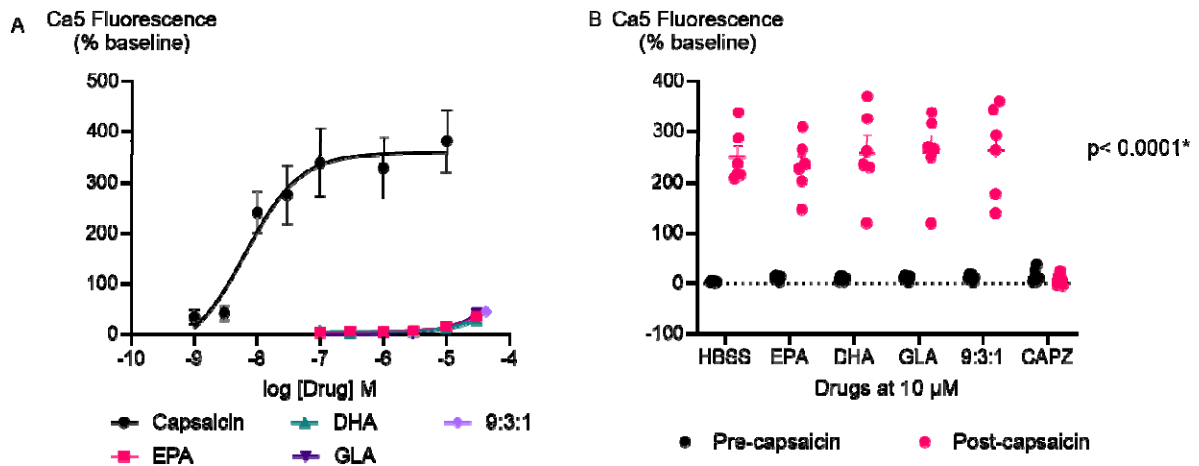 A Ca5 Fluorescence
(% baseline)
500
400
300
200
100
0
-10 -9 -8 -7 -6 -5 -4
log [Drug] M
Capsaicin DHA 9:3:1
EPA GLA
B Ca5 Fluorescence
(% baseline)
400
300
200
100
0
-100
p< 0.0001*
HBSS EPA DHA GLA 9:3:1 CAPZ
Drugs at 10 µM
Pre-capsaicin Post-capsaicin